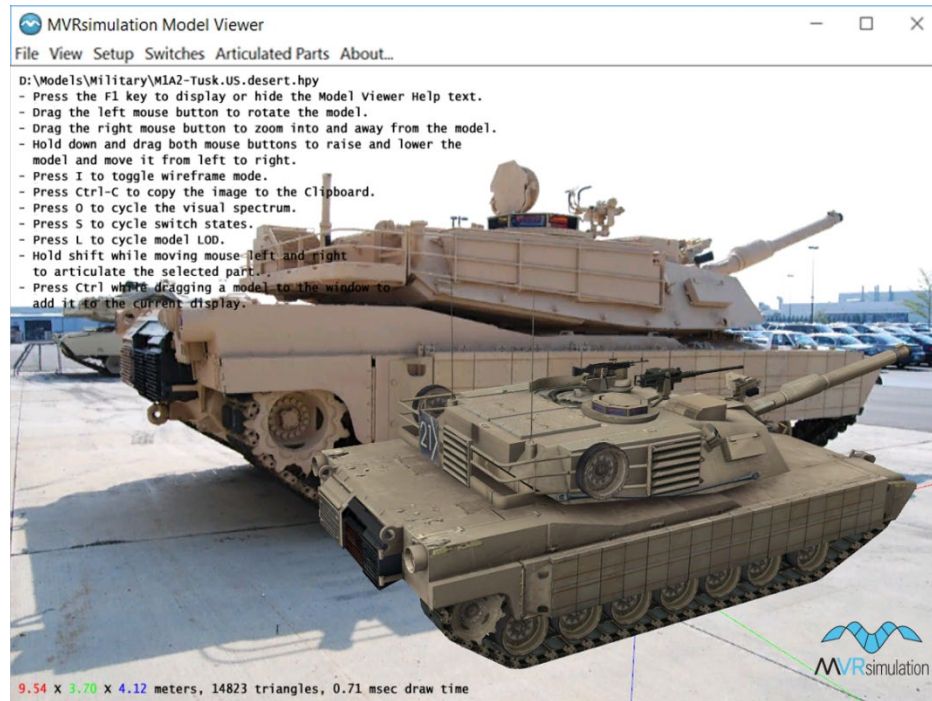 MVRsimulation Model Viewer
File View Setup Switches Articulated Parts About...
D:\Models\Military\M1A2-Tusk.US.desert.hpy
- Press the F1 key to display or hide the Model Viewer Help text.
- Drag the left mouse button to rotate the model.
- Drag the right mouse button to zoom into and away from the model.
- Hold down and drag both mouse buttons to raise and lower the
model and move it from left to right.
- Press I to toggle wireframe mode.
- Press Ctrl-C to copy the image to the Clipboard.
- Press O to cycle the visual spectrum.
- Press S to cycle switch states.
- Press L to cycle model LOD.
- Hold shift while moving mouse left and right
to articulate the selected part.
- Press Ctrl while dragging a model to the window to
add it to the current display.
21
MVRsimulation
9.54 x 3.70 x 4.12 meters, 14823 triangles, 0.71 msec draw time